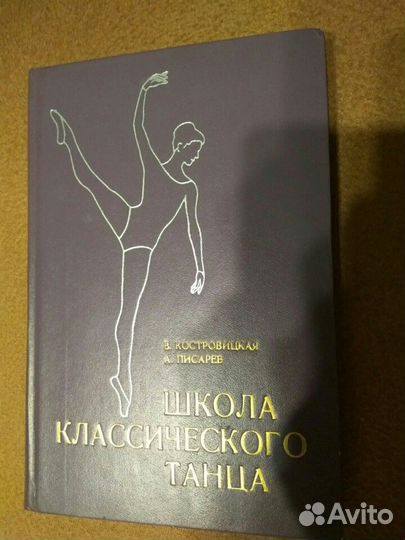 В. КОСТРОВИЦКАЯ
А. ПИСАРЕВ
ШКОЛА
КЛАССИЧЕСКОГО
ТАНЦА
Avito